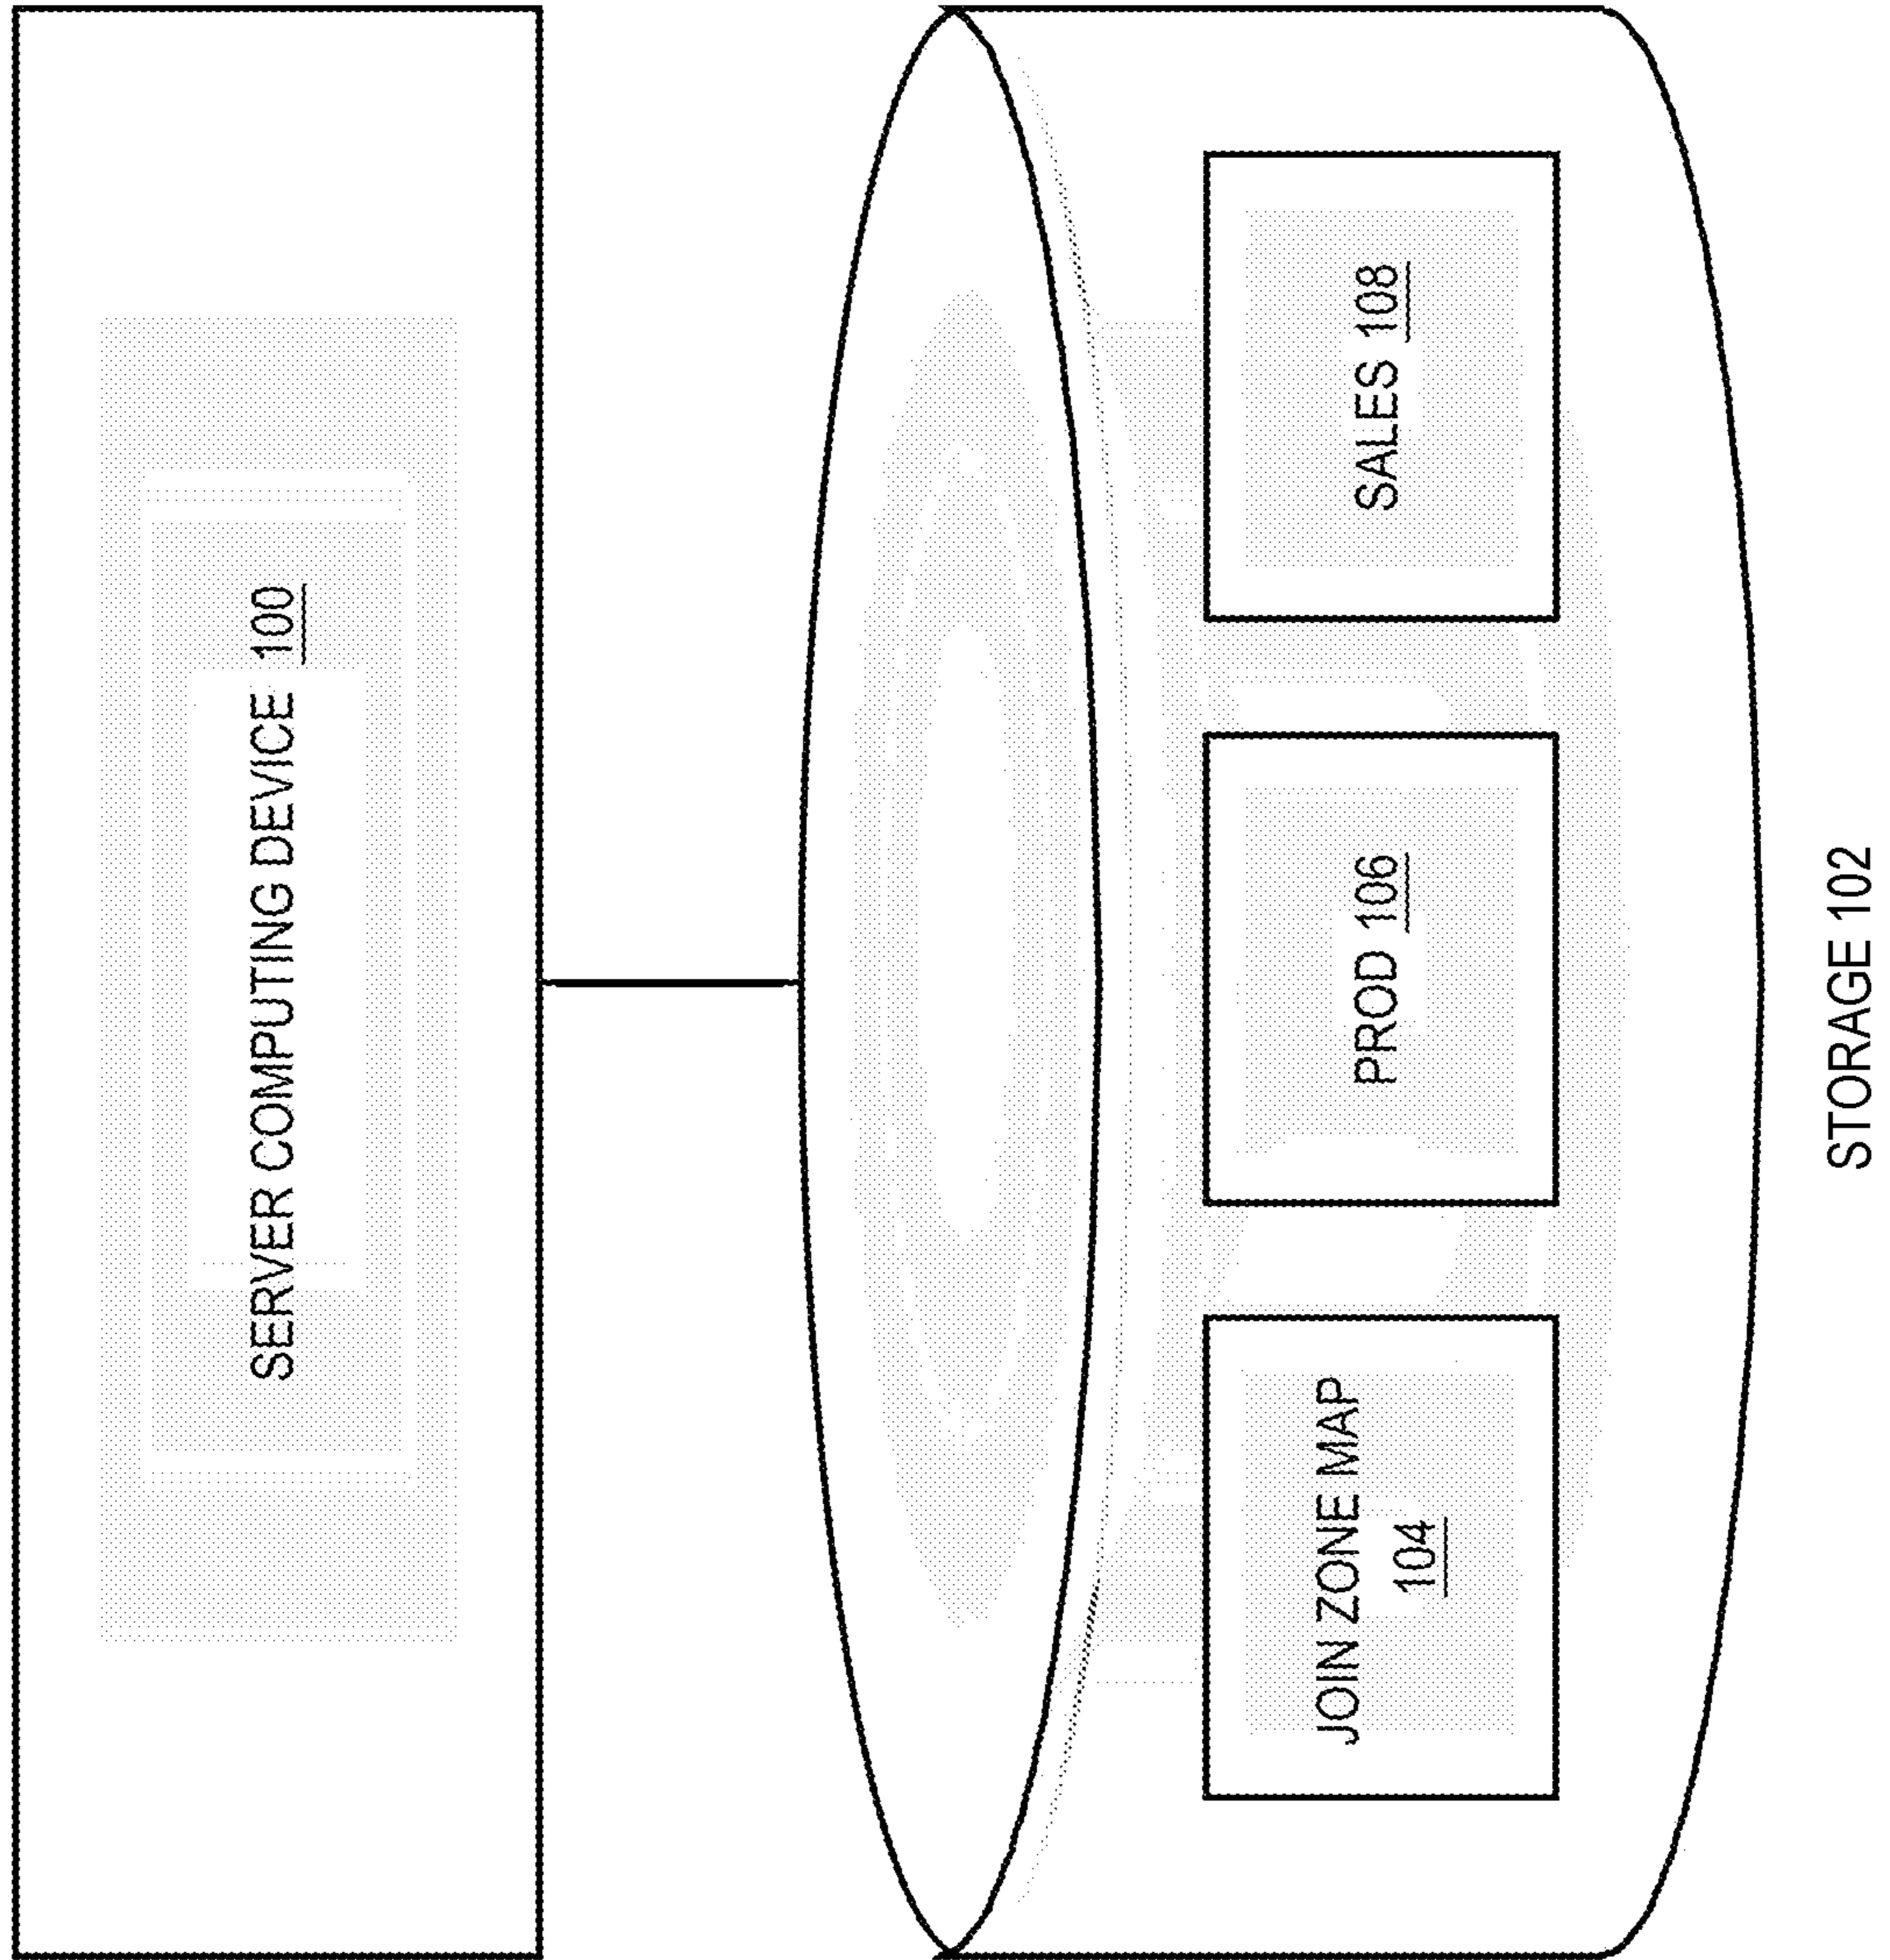 SERVER COMPUTING DEVICE 100
JOIN ZONE MAP
104
PROD 106
SALES 108
STORAGE 102